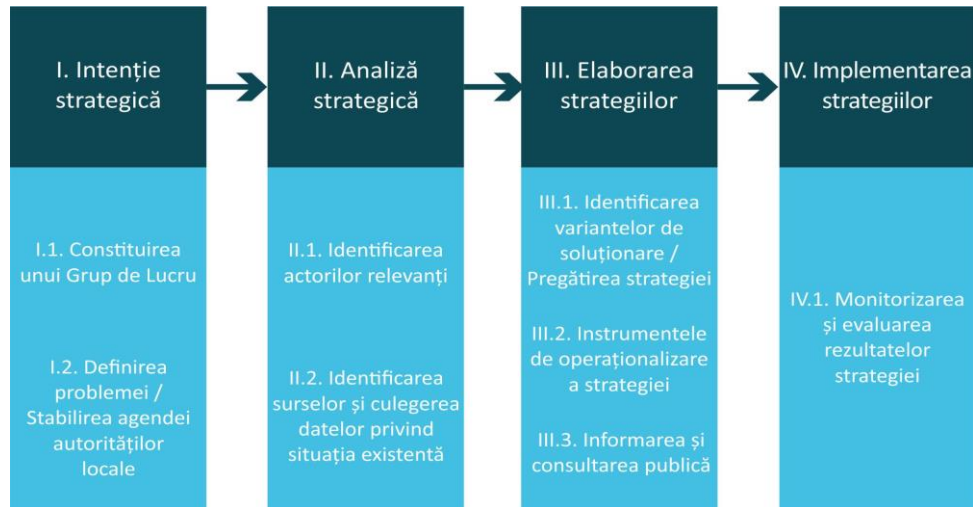 I. Intenție
strategică
II. Analiză
strategică
III. Elaborarea
strategiilor
IV. Implementarea
strategiilor
I.1. Constituirea
unui Grup de Lucru
I.2. Definirea
problemei /
Stabilirea agendei
autorităților
locale
II.1. Identificarea
actorilor relevanți
II.2. Identificarea
surselor și culegerea
datelor privind
situația existentă
III.1. Identificarea
variantelor de
soluționare /
Pregătirea strategiei
III.2. Instrumentele
de operaționalizare
a strategiei
III.3. Informarea și
consultarea publică
IV.1. Monitorizarea
și evaluarea
rezultatelor
strategiei